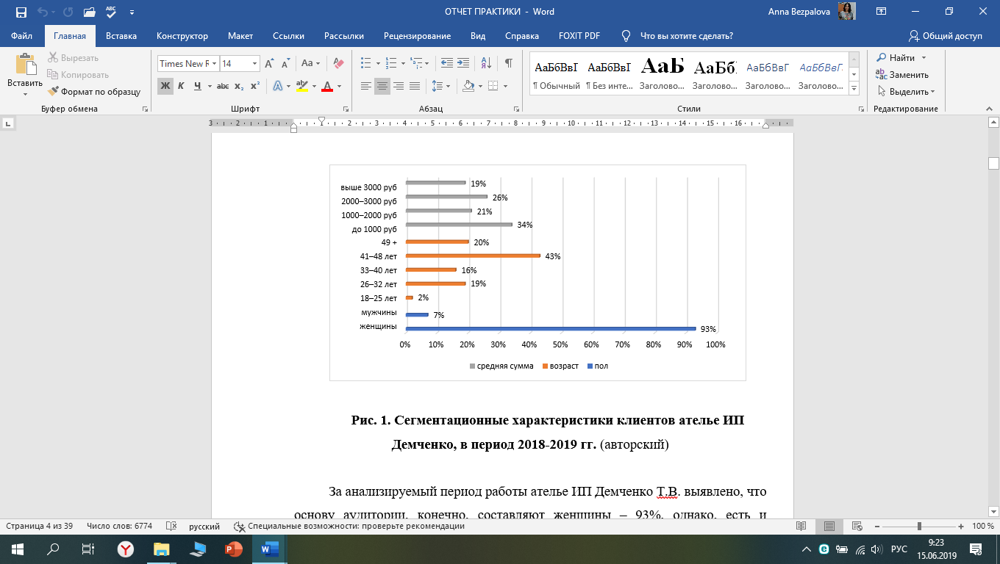 ОТЧЕТ ПРАКТИКИ - Word
Anna Bezpalova
Файл Главная Вставка Конструктор Макет Ссылки Рассылки Рецензирование Вид Справка FOXIT PDF Что вы хотите сделать? Общий доступ
Вставить
Вырезать
Копировать
Формат по образцу
Буфер обмена
Times New R 14
Ж К Ч abc x₂ x²
Шрифт
Абзац
АаБбВвГ АаБбВвГ АаБ АаБбІ АаБбВвГ АаБбВвГ
¶ Обычный ¶ Без инте... Заголово... Заголово... Заголово... Заголово...
Стили
Найти
Заменить
Выделить
Редактирование
3 2 1 1 2 3 4 5 6 7 8 9 10 11 12 13 14 15 16
выше 3000 руб 19%
2000–3000 руб 26%
1000–2000 руб 21%
до 1000 руб 34%
49 + 20%
41–48 лет 43%
33–40 лет 16%
26–32 лет 19%
18–25 лет 2%
мужчины 7%
женщины 93%
0% 10% 20% 30% 40% 50% 60% 70% 80% 90% 100%
средняя сумма возраст пол
Рис. 1. Сегментационные характеристики клиентов ателье ИП
Демченко, в период 2018-2019 гг. (авторский)
За анализируемый период работы ателье ИП Демченко Т.В. выявлено, что
основу аудитории, конечно, составляют женщины – 93%, однако, есть и
Страница 4 из 39 Число слов: 6774 русский Специальные возможности: проверьте рекомендации 100 %
РУС
9:23
15.06.2019